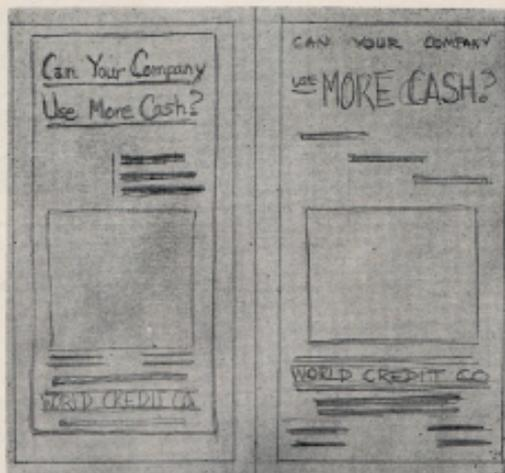 Can Your Company
Use More Cash?
WORLD CREDIT CO.
CAN YOUR COMPANY
USE MORE CASH?
WORLD CREDIT CO